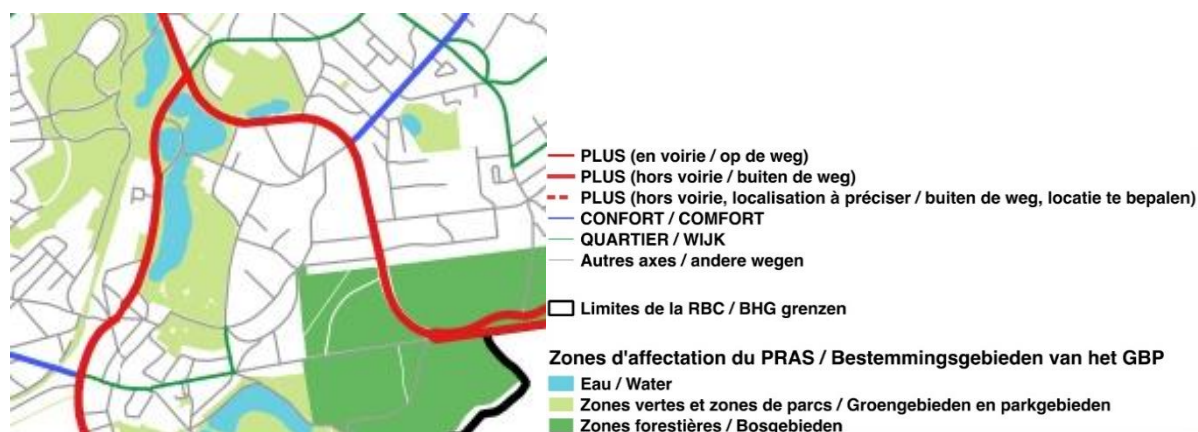 PLUS (en voirie / op de weg)
PLUS (hors voirie / buiten de weg)
PLUS (hors voirie, localisation à préciser / buiten de weg, locatie te bepalen)
CONFORT / COMFORT
QUARTIER / WIJK
Autres axes / andere wegen
Limites de la RBC / BHG grenzen
Zones d'affectation du PRAS / Bestemmingsgebieden van het GBP
Eau / Water
Zones vertes et zones de parcs / Groengebieden en parkgebieden
Zones forestières / Bosgebieden